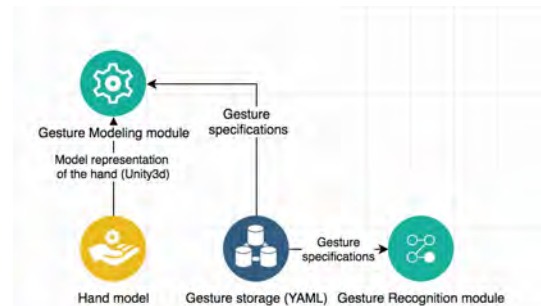 Gesture Modeling module
Gesture
specifications
Model representation
of the hand (Unity3d)
Gesture
specifications
Hand model
Gesture storage (YAML)
Gesture Recognition module